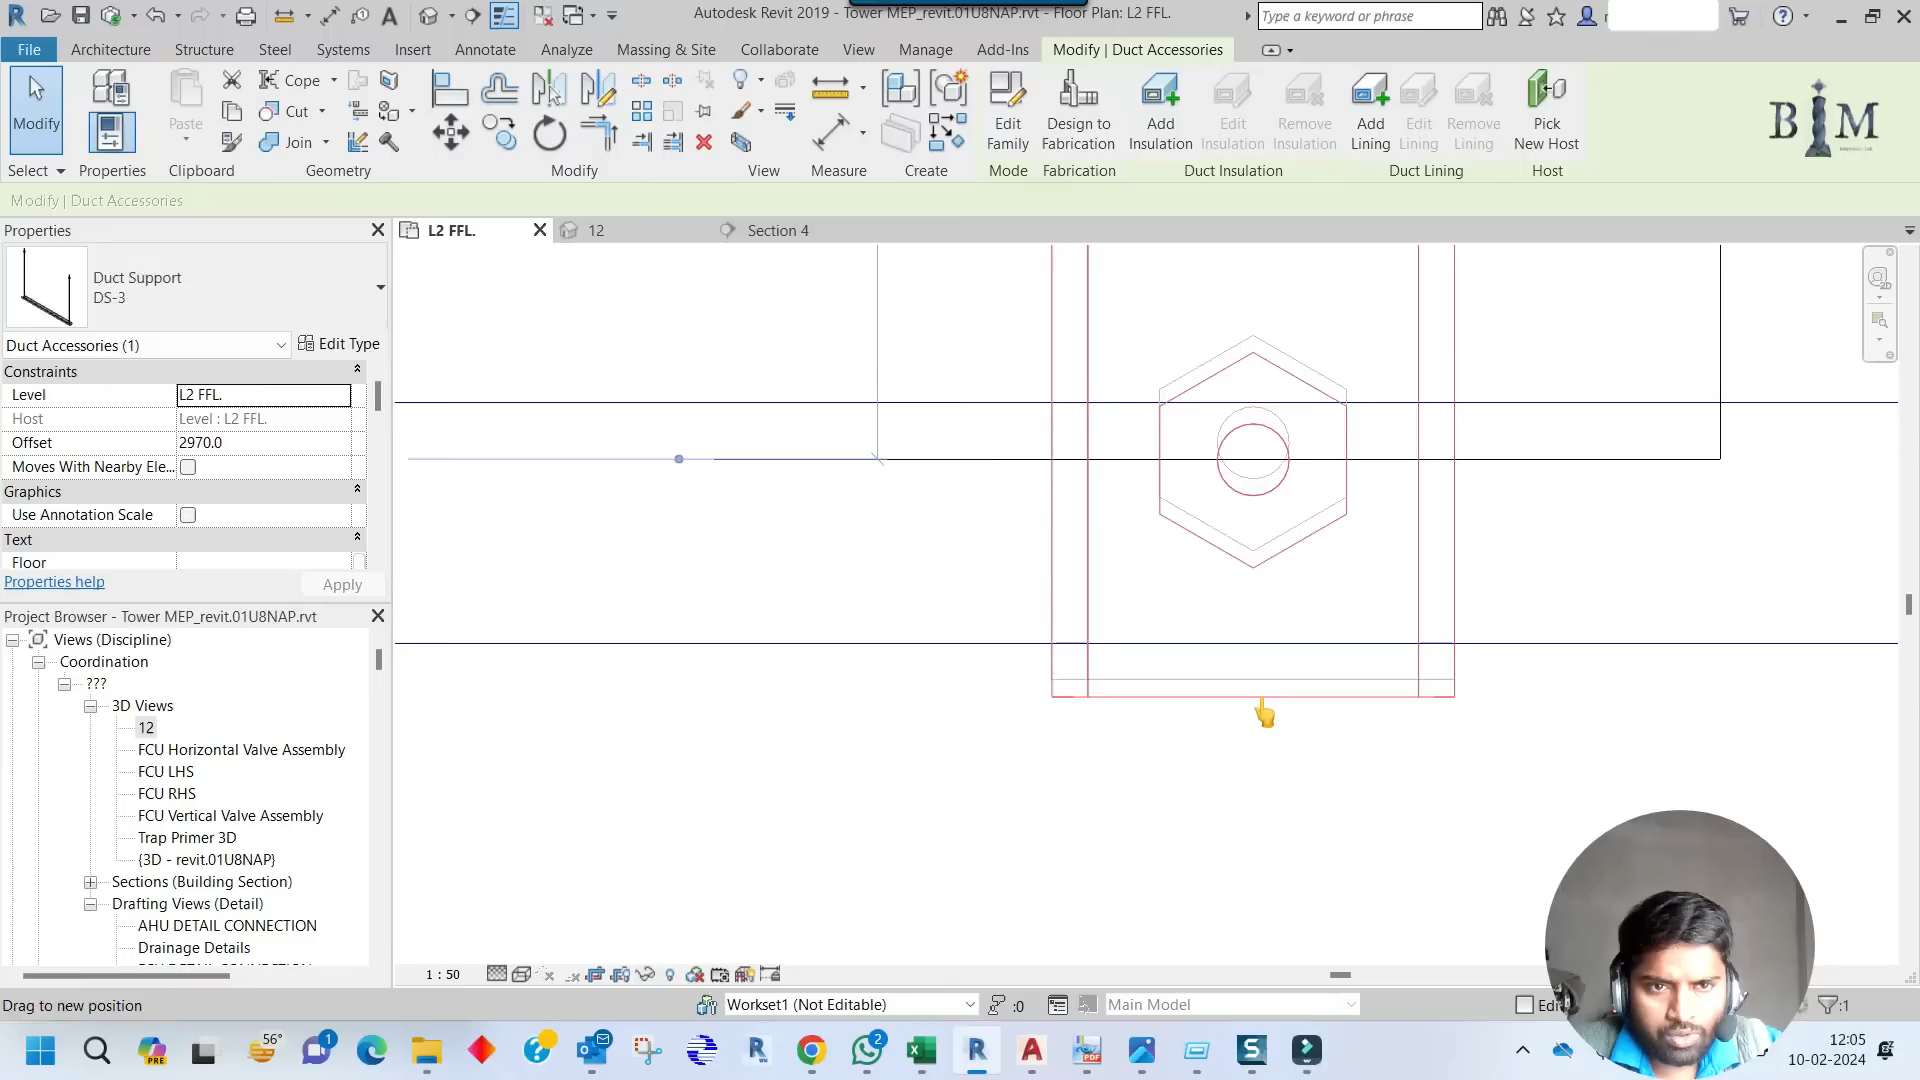 Autodesk Revit 2019 - Tower MEP_revit.01U8NAP.rvt - Floor Plan: L2 FFL.
Type a keyword or phrase
File Architecture Structure Steel Systems Insert Annotate Analyze Massing & Site Collaborate View Manage Add-Ins Modify | Duct Accessories
Modify
Paste
Cope
Cut
Join
Edit Family
Design to Fabrication
Add Insulation
Edit Insulation
Remove Insulation
Add Lining
Edit Lining
Remove Lining
Pick New Host
BIM
Select Properties Clipboard Geometry Modify View Measure Create Mode Fabrication Duct Insulation Duct Lining Host
Modify | Duct Accessories
Properties
L2 FFL. 12 Section 4
Duct Support
DS-3
Duct Accessories (1) Edit Type
Constraints
Level L2 FFL.
Host Level : L2 FFL.
Offset 2970.0
Moves With Nearby Ele...
Graphics
Use Annotation Scale
Text
Floor
Properties help Apply
Project Browser - Tower MEP_revit.01U8NAP.rvt
Views (Discipline)
Coordination
???
3D Views
12
FCU Horizontal Valve Assembly
FCU LHS
FCU RHS
FCU Vertical Valve Assembly
Trap Primer 3D
{3D - revit.01U8NAP}
Sections (Building Section)
Drafting Views (Detail)
AHU DETAIL CONNECTION
Drainage Details
1 : 50
Drag to new position
Workset1 (Not Editable) :0 Main Model :1
56°
1
2
12:05
10-02-2024